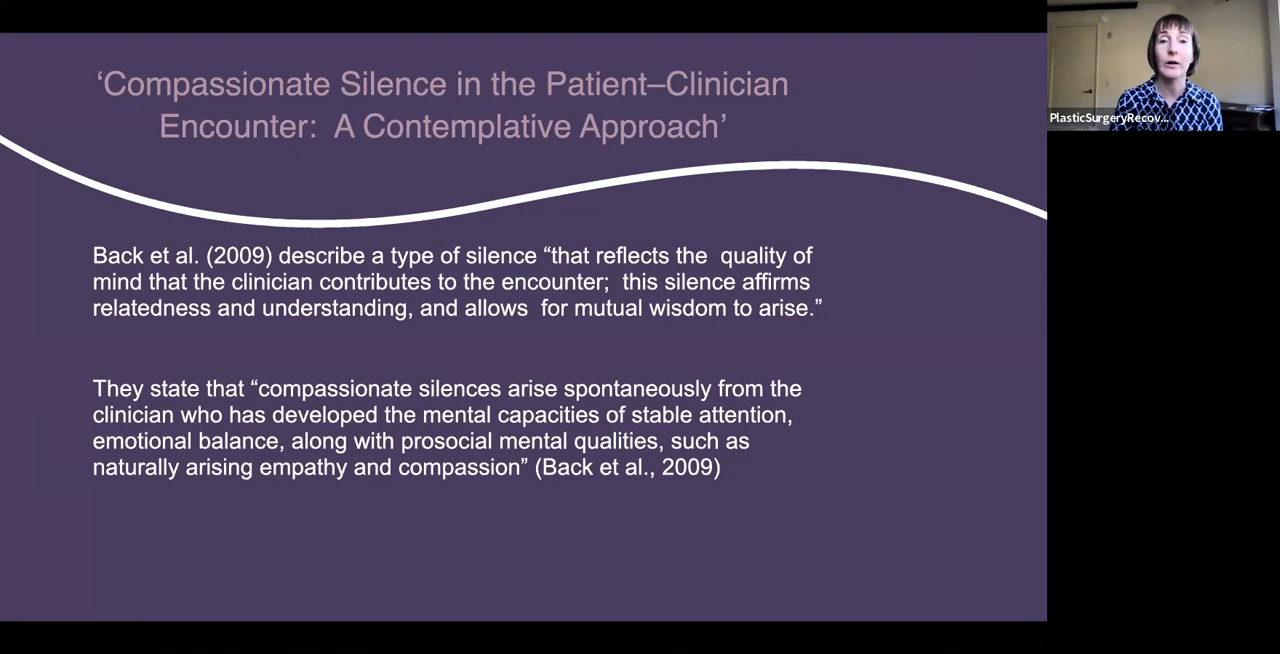 ‘Compassionate Silence in the Patient–Clinician
Encounter:  A Contemplative Approach’
Back et al. (2009) describe a type of silence “that reflects the  quality of
mind that the clinician contributes to the encounter;  this silence affirms
relatedness and understanding, and allows  for mutual wisdom to arise.”
They state that “compassionate silences arise spontaneously from the
clinician who has developed the mental capacities of stable attention,
emotional balance, along with prosocial mental qualities, such as
naturally arising empathy and compassion” (Back et al., 2009)
PlasticSurgeryRecov...